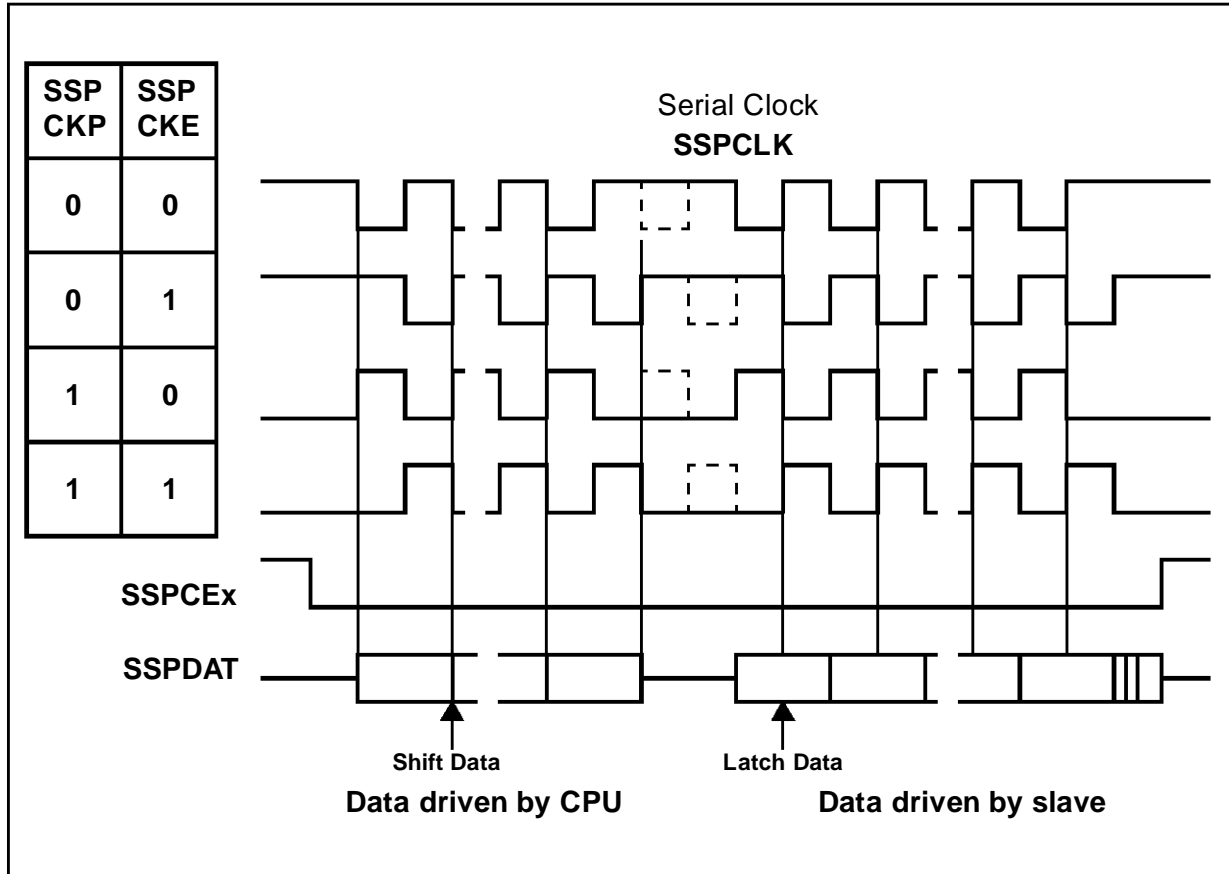 SSP SSP
CKP CKE
0 0
0 1
1 0
1 1
Serial Clock
SSPCLK
SSPCEx
SSPDAT
Shift Data
Latch Data
Data driven by CPU
Data driven by slave